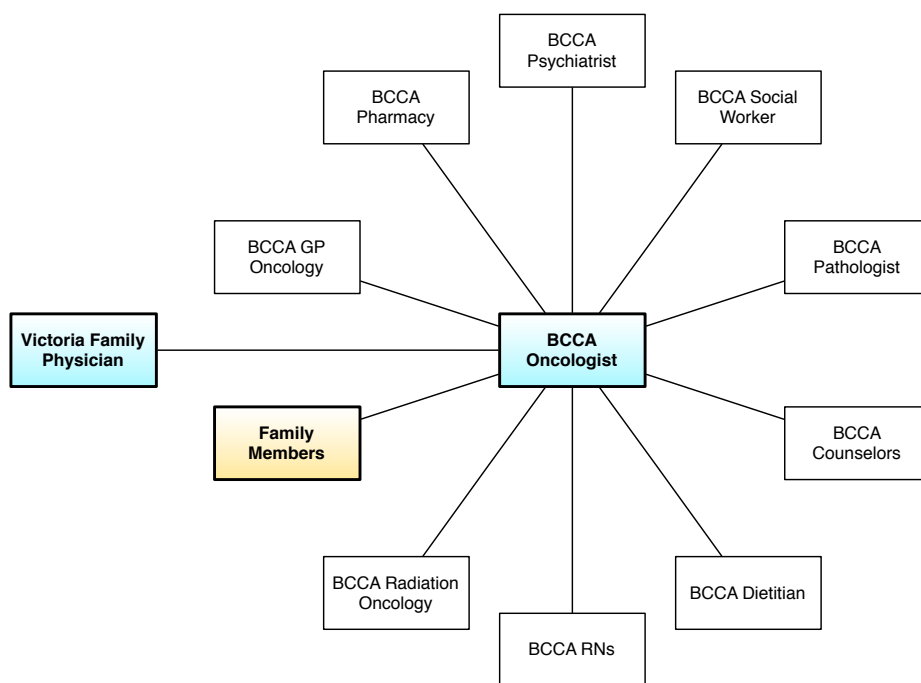 BCCA
Psychiatrist
BCCA
Pharmacy
BCCA Social
Worker
BCCA GP
Oncology
BCCA
Pathologist
Victoria Family
Physician
BCCA
Oncologist
Family
Members
BCCA
Counselors
BCCA Radiation
Oncology
BCCA Dietitian
BCCA RNs